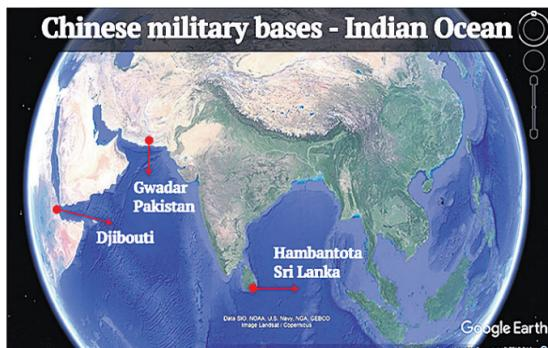 Chinese military bases - Indian Ocean
Gwadar
Pakistan
Djibouti
Hambantota
Sri Lanka
Data SIO, NOAA, U.S. Navy, NGA, GEBCO
Image Landsat / Copernicus
Google Earth